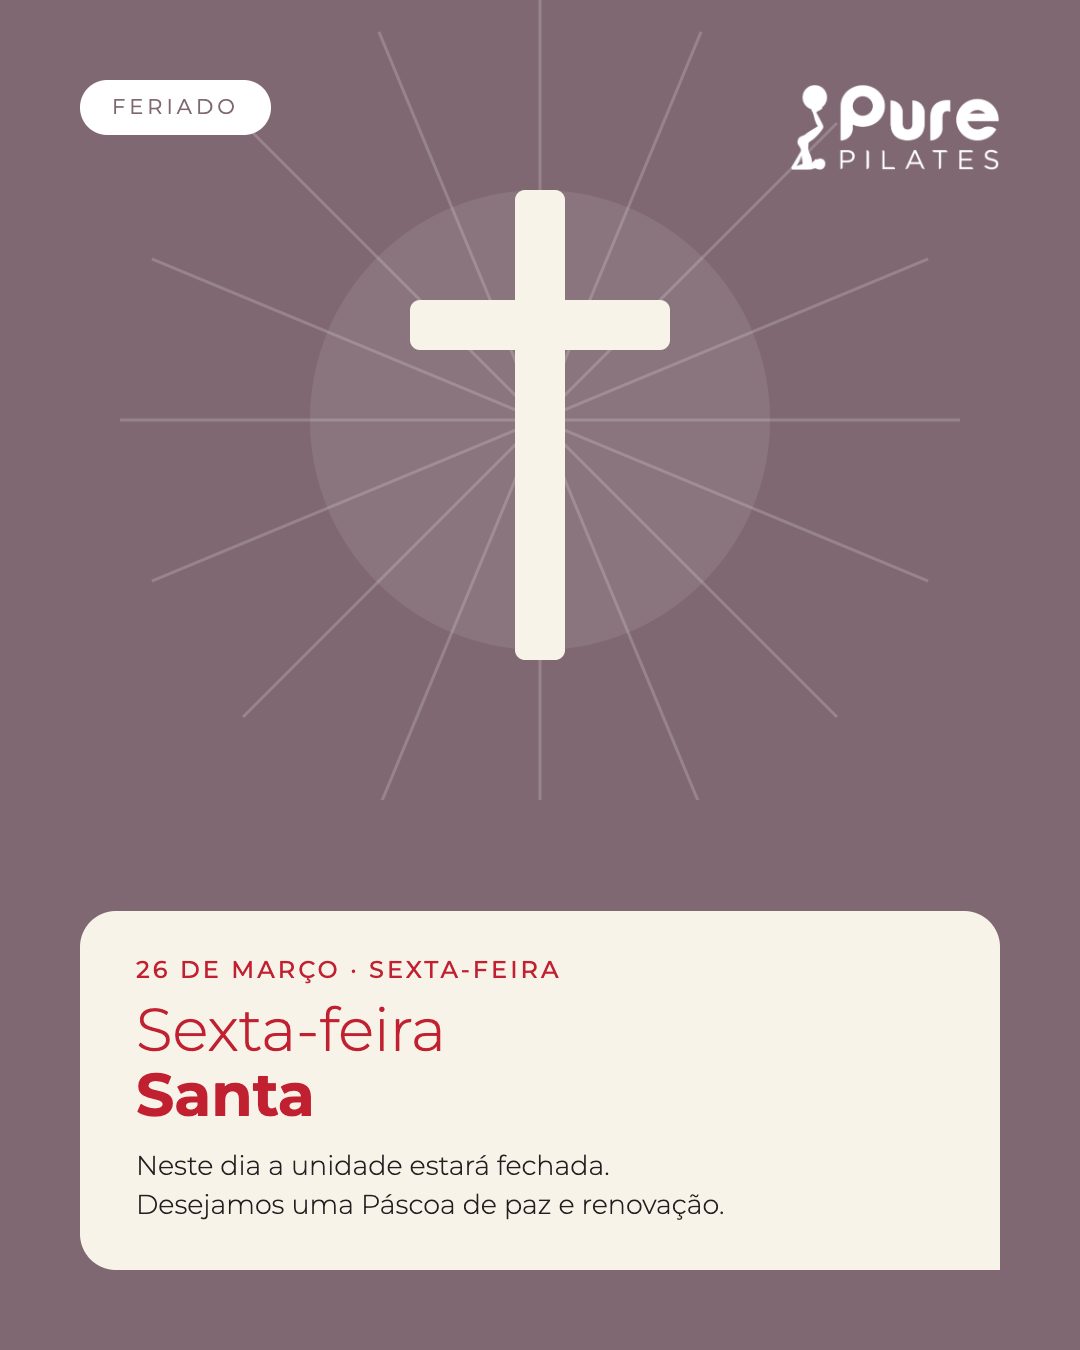 FERIADO
Pure
PILATES
26 DE MARÇO · SEXTA-FEIRA
Sexta-feira
Santa
Neste dia a unidade estará fechada.
Desejamos uma Páscoa de paz e renovação.